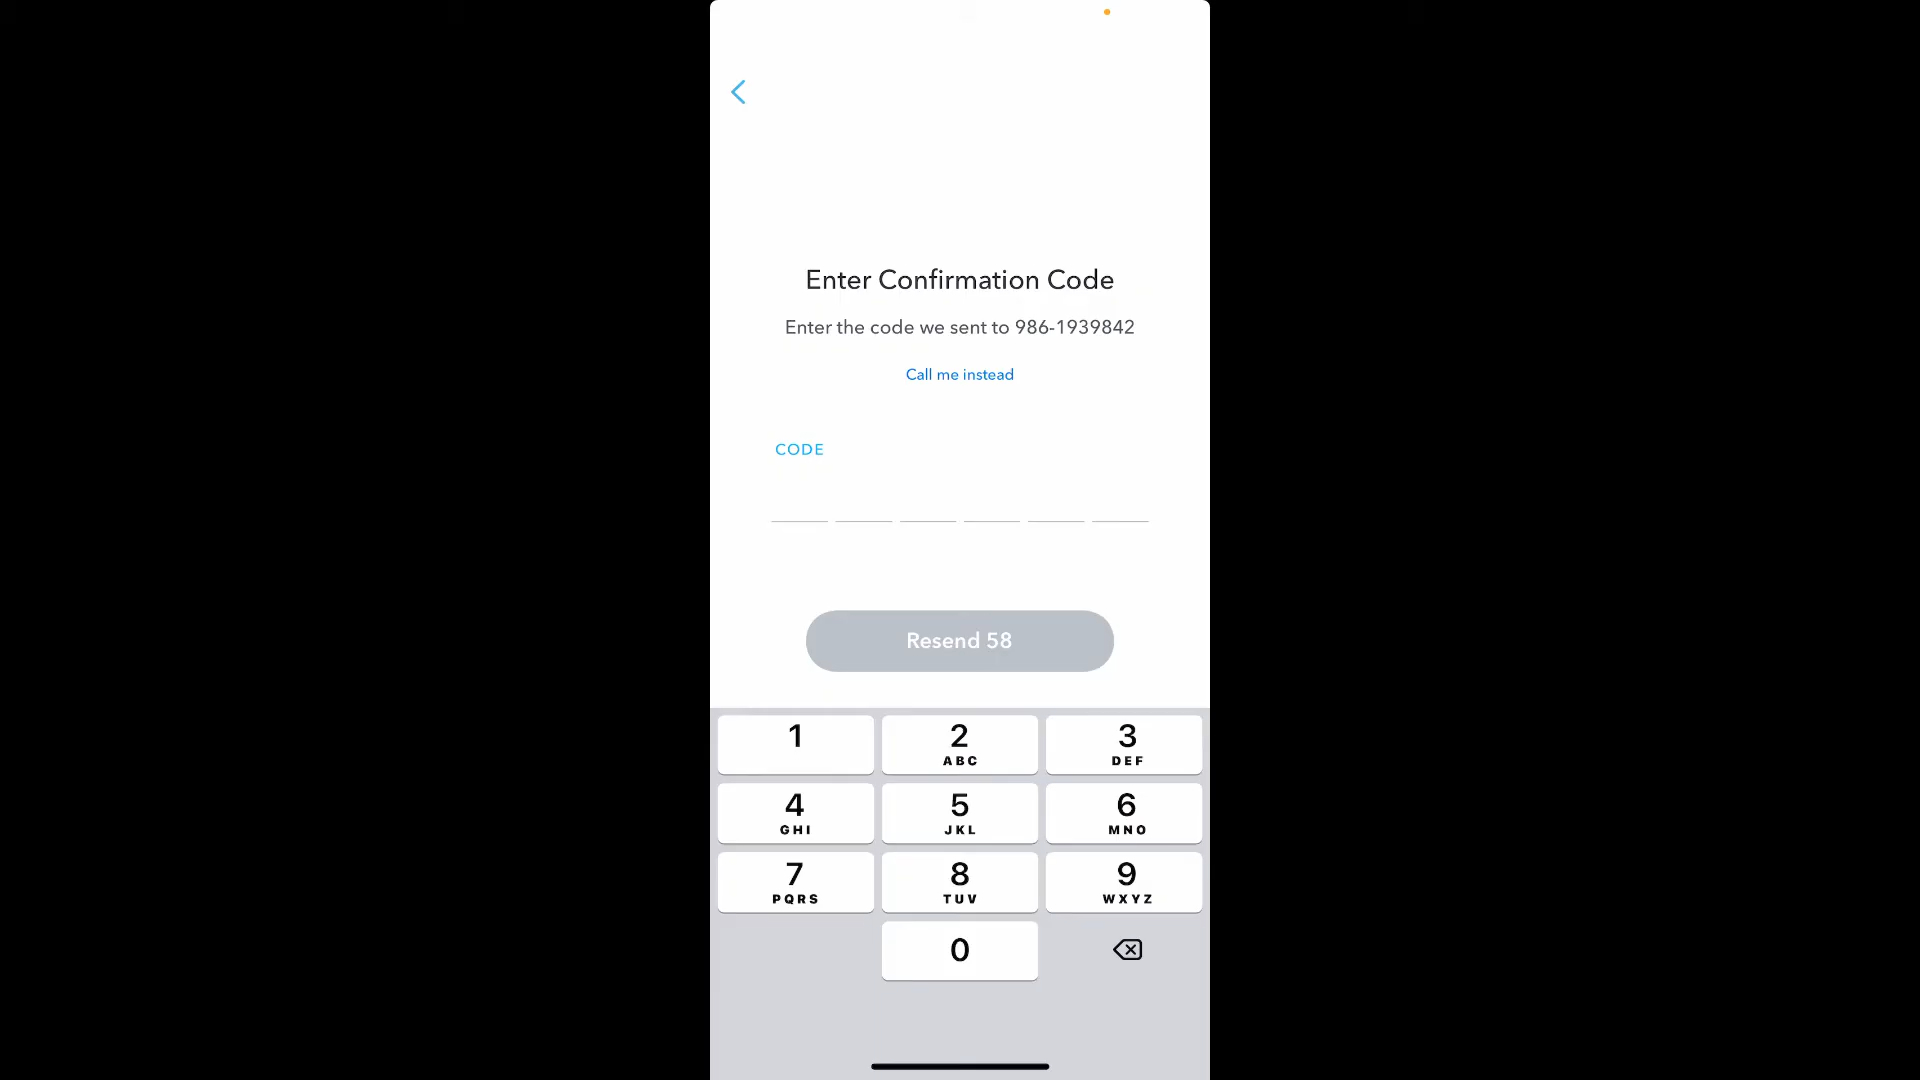 Enter Confirmation Code
Enter the code we sent to 986-1939842
Call me instead
CODE
Resend 58
1 2 3
ABC DEF
4 5 6
GHI JKL MNO
7 8 9
PQRS TUV WXYZ
0